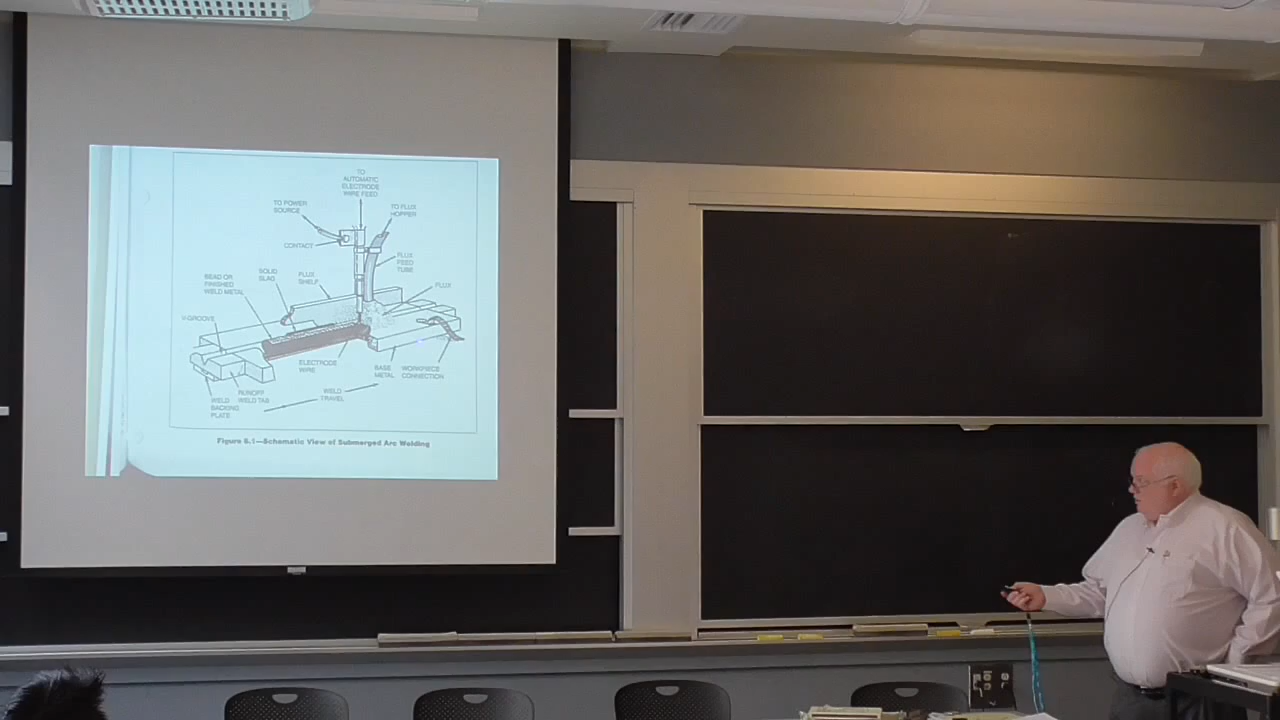 TO
AUTOMATIC
ELECTRODE
WIRE FEED
TO POWER
SOURCE
TO FLUX
HOPPER
CONTACT
FLUX
FEED
TUBE
SOLID
SLAG
FLUX
SHELF
BEAD OR
FINISHED
WELD METAL
FLUX
V-GROOVE
ELECTRODE
WIRE
BASE
METAL
WORKPIECE
CONNECTION
RUNOFF
WELD TAB
WELD
BACKING
PLATE
WELD
TRAVEL
Figure 6.1—Schematic View of Submerged Arc Welding